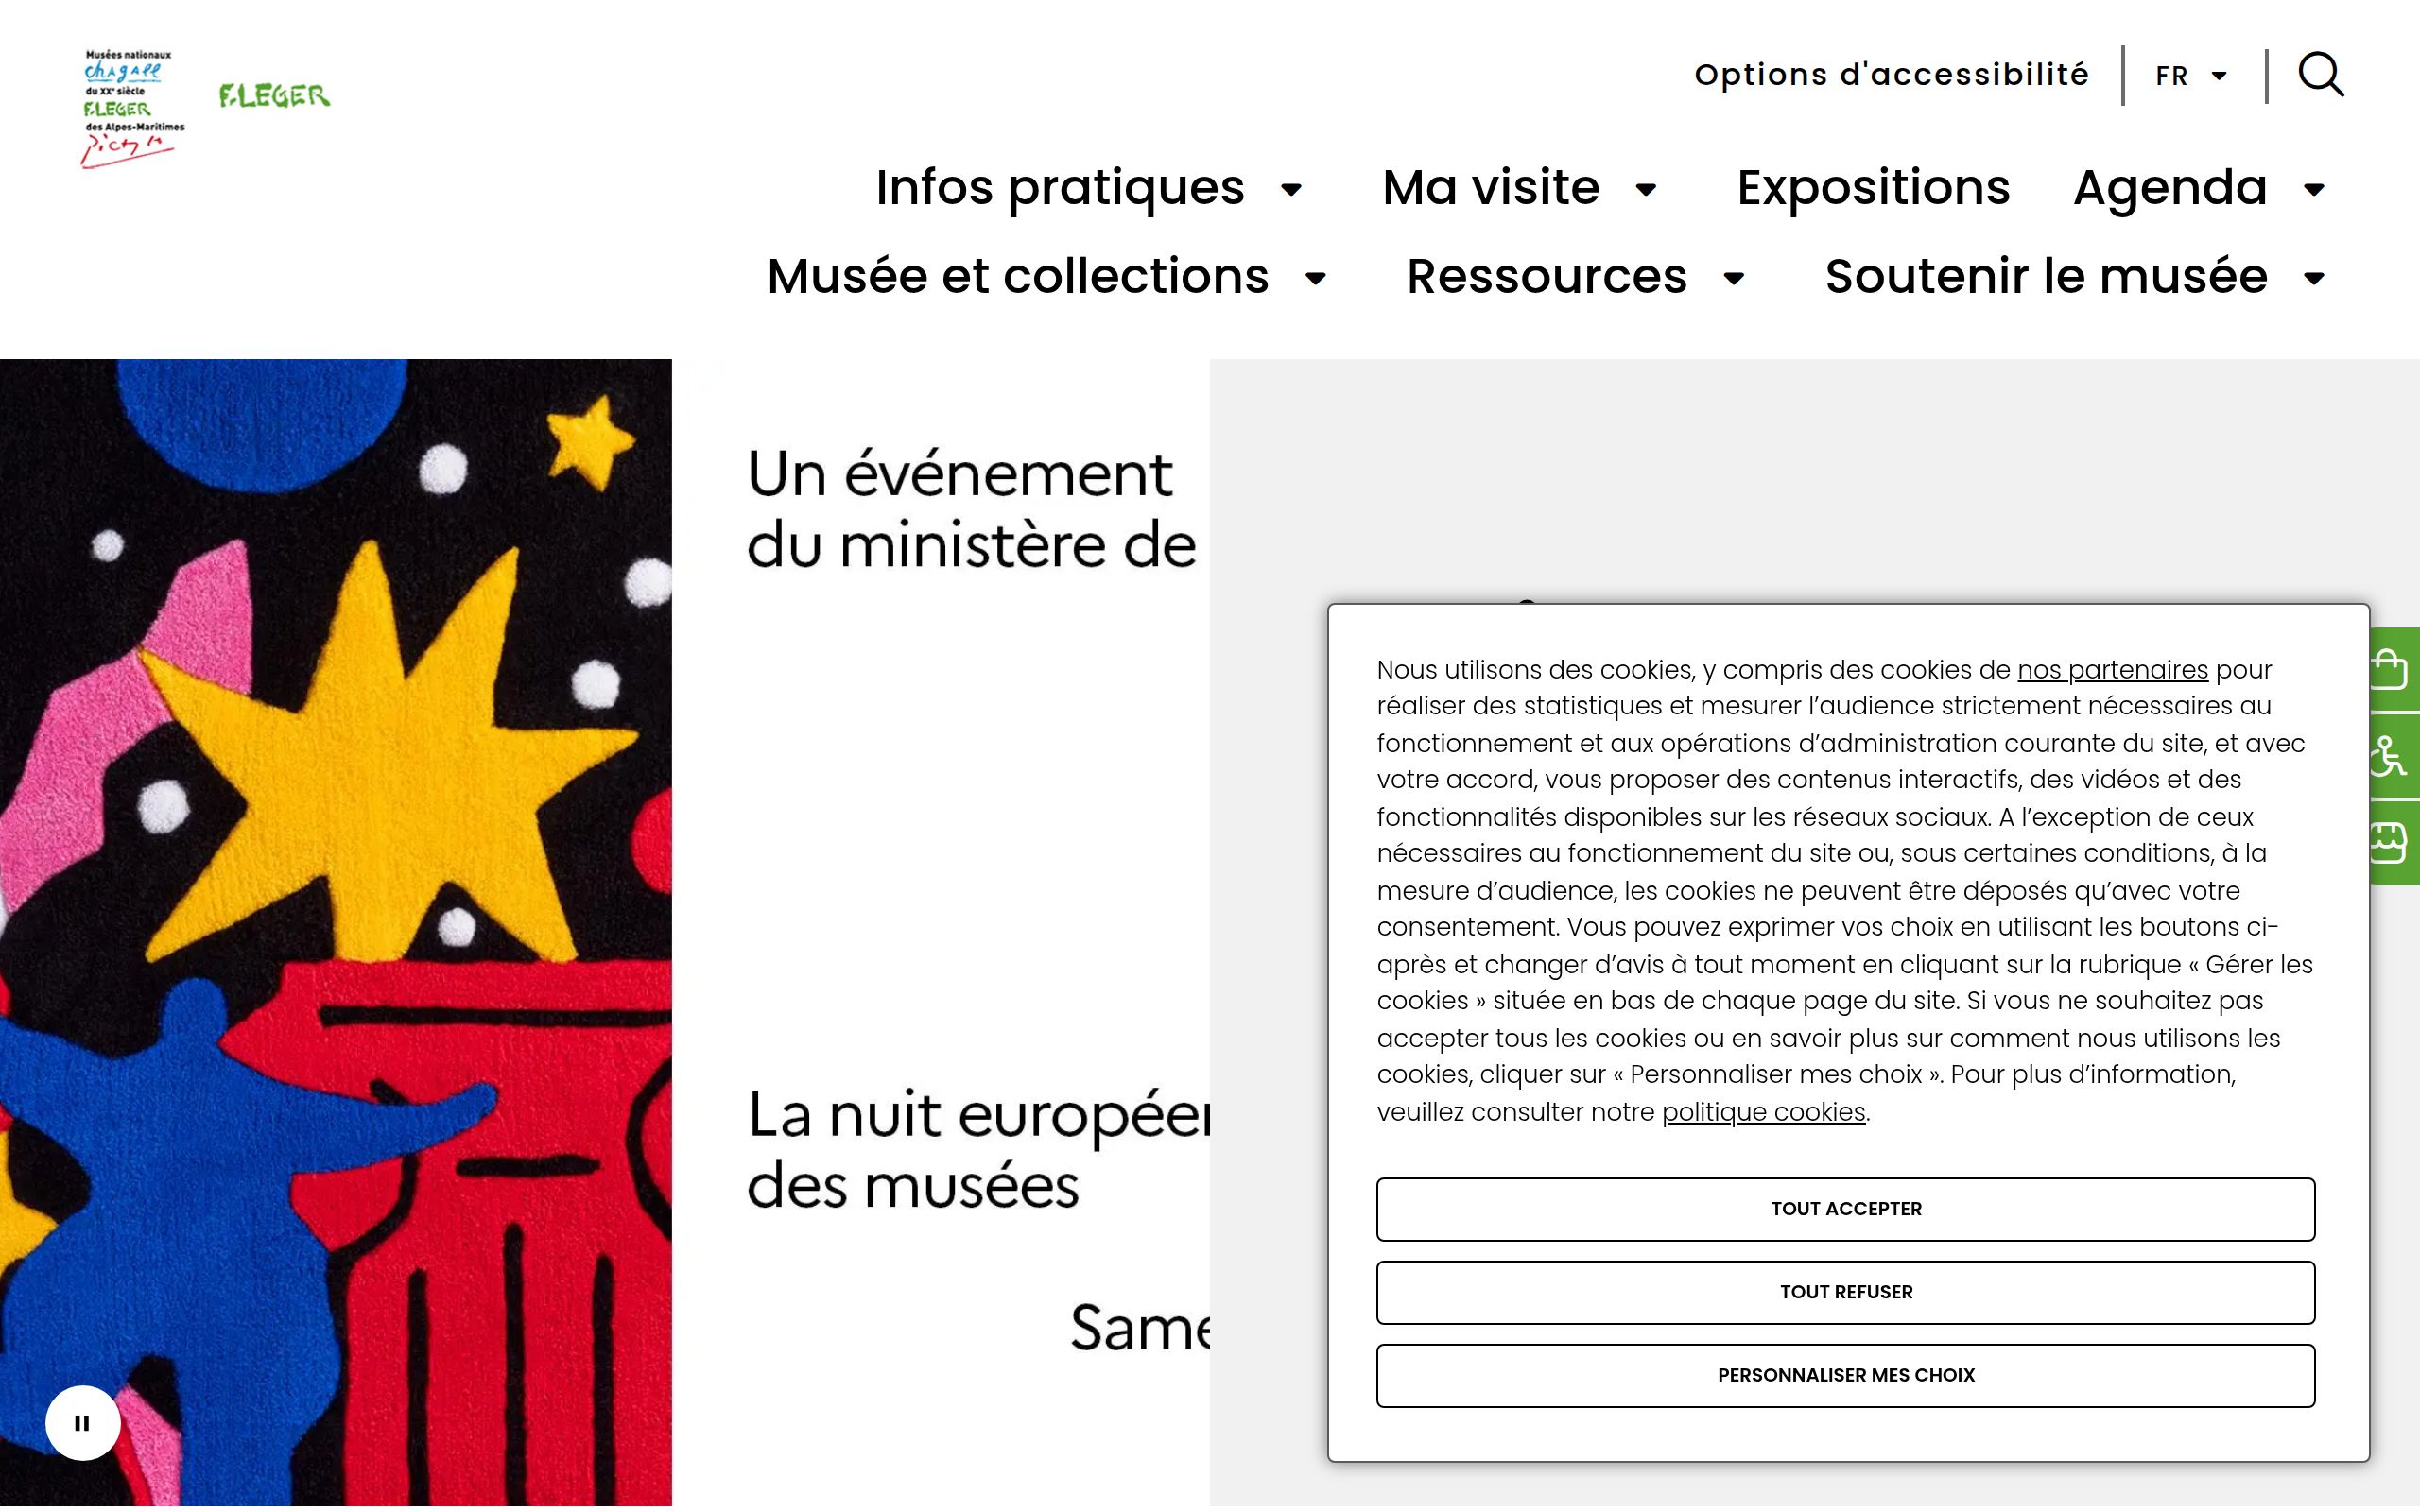 Musées nationaux
chagall
du XXe siècle
F.LEGER
des Alpes-Maritimes
Picasso
F.LEGER
Options d'accessibilité
FR
Infos pratiques
Ma visite
Expositions
Agenda
Musée et collections
Ressources
Soutenir le musée
Un événement
du ministère de
La nuit européen
des musées
Same
Nous utilisons des cookies, y compris des cookies de nos partenaires pour
réaliser des statistiques et mesurer l’audience strictement nécessaires au
fonctionnement et aux opérations d’administration courante du site, et avec
votre accord, vous proposer des contenus interactifs, des vidéos et des
fonctionnalités disponibles sur les réseaux sociaux. A l’exception de ceux
nécessaires au fonctionnement du site ou, sous certaines conditions, à la
mesure d’audience, les cookies ne peuvent être déposés qu’avec votre
consentement. Vous pouvez exprimer vos choix en utilisant les boutons ci-
après et changer d’avis à tout moment en cliquant sur la rubrique « Gérer les
cookies » située en bas de chaque page du site. Si vous ne souhaitez pas
accepter tous les cookies ou en savoir plus sur comment nous utilisons les
cookies, cliquer sur « Personnaliser mes choix ». Pour plus d’information,
veuillez consulter notre politique cookies.
TOUT ACCEPTER
TOUT REFUSER
PERSONNALISER MES CHOIX